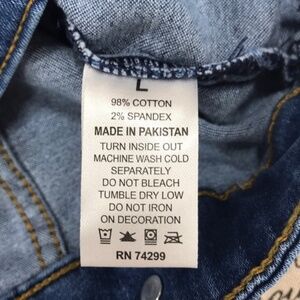 L
98% COTTON
2% SPANDEX
MADE IN PAKISTAN
TURN INSIDE OUT
MACHINE WASH COLD
SEPARATELY
DO NOT BLEACH
TUMBLE DRY LOW
DO NOT IRON
ON DECORATION
RN 74299